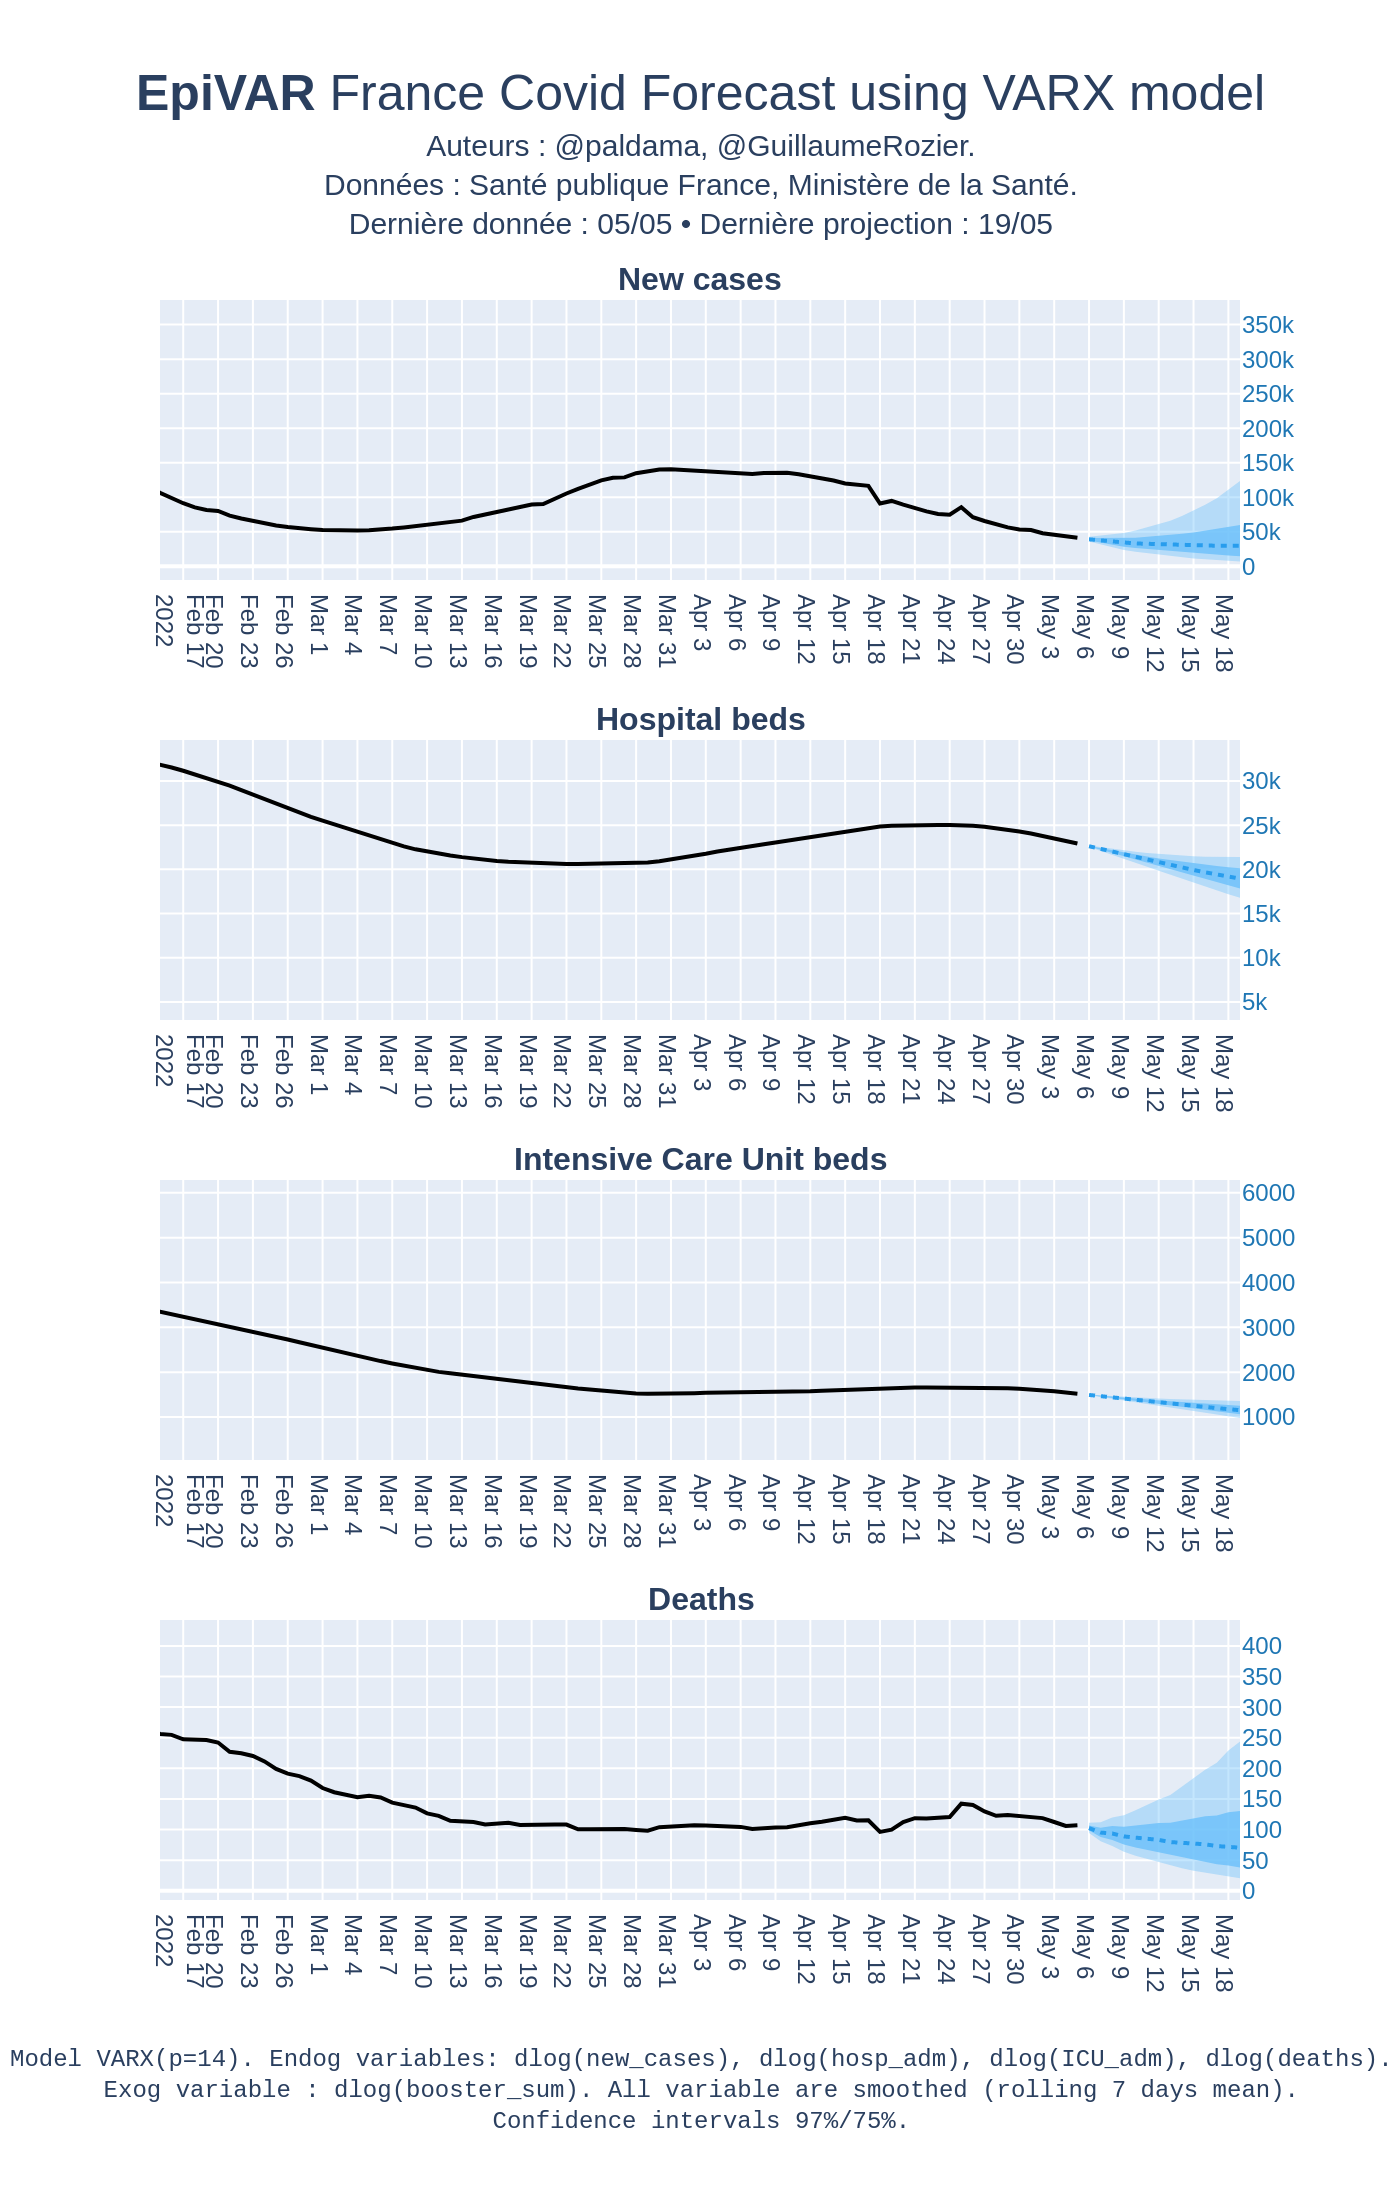 EpiVAR France Covid Forecast using VARX model
Auteurs : @paldama, @GuillaumeRozier.
Données : Santé publique France, Ministère de la Santé.
Dernière donnée : 05/05 • Dernière projection : 19/05
New cases
350k
300k
250k
200k
150k
100k
50k
0
2022
Feb 17
Feb 20
Feb 23
Feb 26
Mar 1
Mar 4
Mar 7
Mar 10
Mar 13
Mar 16
Mar 19
Mar 22
Mar 25
Mar 28
Mar 31
Apr 3
Apr 6
Apr 9
Apr 12
Apr 15
Apr 18
Apr 21
Apr 24
Apr 27
Apr 30
May 3
May 6
May 9
May 12
May 15
May 18
Hospital beds
30k
25k
20k
15k
10k
5k
2022
Feb 17
Feb 20
Feb 23
Feb 26
Mar 1
Mar 4
Mar 7
Mar 10
Mar 13
Mar 16
Mar 19
Mar 22
Mar 25
Mar 28
Mar 31
Apr 3
Apr 6
Apr 9
Apr 12
Apr 15
Apr 18
Apr 21
Apr 24
Apr 27
Apr 30
May 3
May 6
May 9
May 12
May 15
May 18
Intensive Care Unit beds
6000
5000
4000
3000
2000
1000
2022
Feb 17
Feb 20
Feb 23
Feb 26
Mar 1
Mar 4
Mar 7
Mar 10
Mar 13
Mar 16
Mar 19
Mar 22
Mar 25
Mar 28
Mar 31
Apr 3
Apr 6
Apr 9
Apr 12
Apr 15
Apr 18
Apr 21
Apr 24
Apr 27
Apr 30
May 3
May 6
May 9
May 12
May 15
May 18
Deaths
400
350
300
250
200
150
100
50
0
2022
Feb 17
Feb 20
Feb 23
Feb 26
Mar 1
Mar 4
Mar 7
Mar 10
Mar 13
Mar 16
Mar 19
Mar 22
Mar 25
Mar 28
Mar 31
Apr 3
Apr 6
Apr 9
Apr 12
Apr 15
Apr 18
Apr 21
Apr 24
Apr 27
Apr 30
May 3
May 6
May 9
May 12
May 15
May 18
Model VARX(p=14). Endog variables: dlog(new_cases), dlog(hosp_adm), dlog(ICU_adm), dlog(deaths).
Exog variable : dlog(booster_sum). All variable are smoothed (rolling 7 days mean).
Confidence intervals 97%/75%.